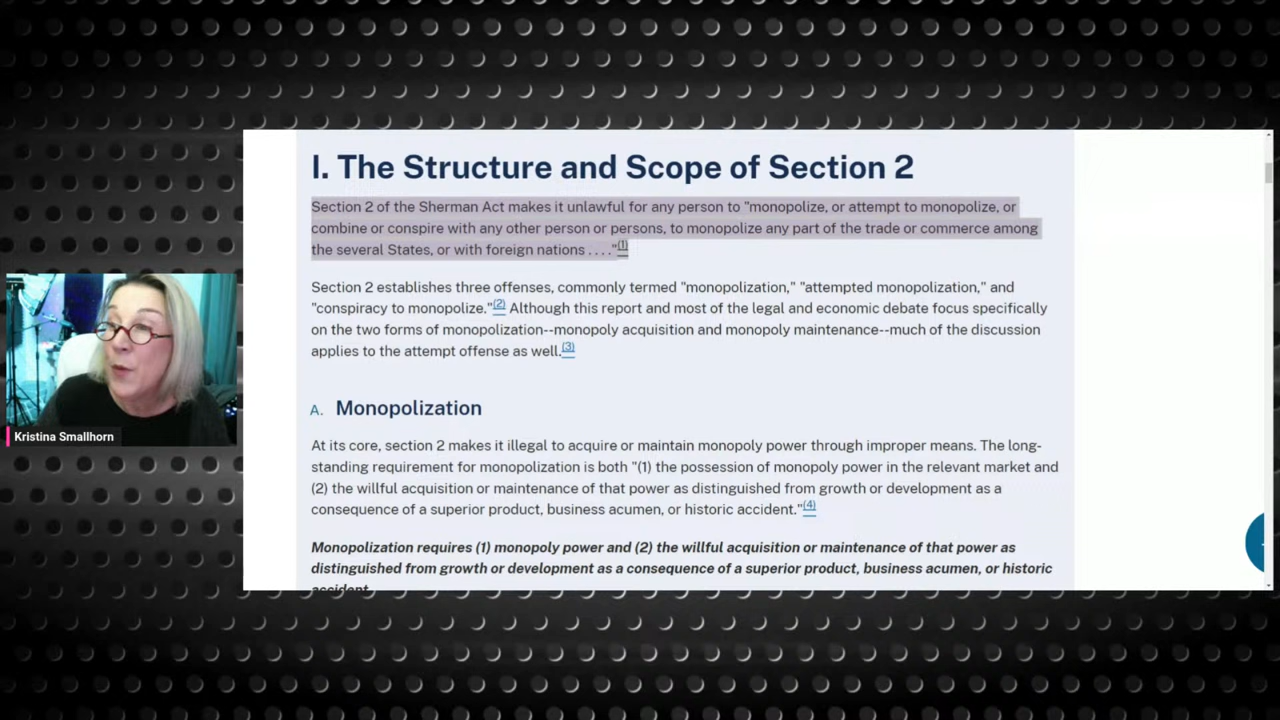 I. The Structure and Scope of Section 2
Section 2 of the Sherman Act makes it unlawful for any person to "monopolize, or attempt to monopolize, or
combine or conspire with any other person or persons, to monopolize any part of the trade or commerce among
the several States, or with foreign nations . . . ."(1)
Section 2 establishes three offenses, commonly termed "monopolization," "attempted monopolization," and
"conspiracy to monopolize."(2) Although this report and most of the legal and economic debate focus specifically
on the two forms of monopolization--monopoly acquisition and monopoly maintenance--much of the discussion
applies to the attempt offense as well.(3)
A. Monopolization
At its core, section 2 makes it illegal to acquire or maintain monopoly power through improper means. The long-
standing requirement for monopolization is both "(1) the possession of monopoly power in the relevant market and
(2) the willful acquisition or maintenance of that power as distinguished from growth or development as a
consequence of a superior product, business acumen, or historic accident."(4)
Monopolization requires (1) monopoly power and (2) the willful acquisition or maintenance of that power as
distinguished from growth or development as a consequence of a superior product, business acumen, or historic
accident
Kristina Smallhorn